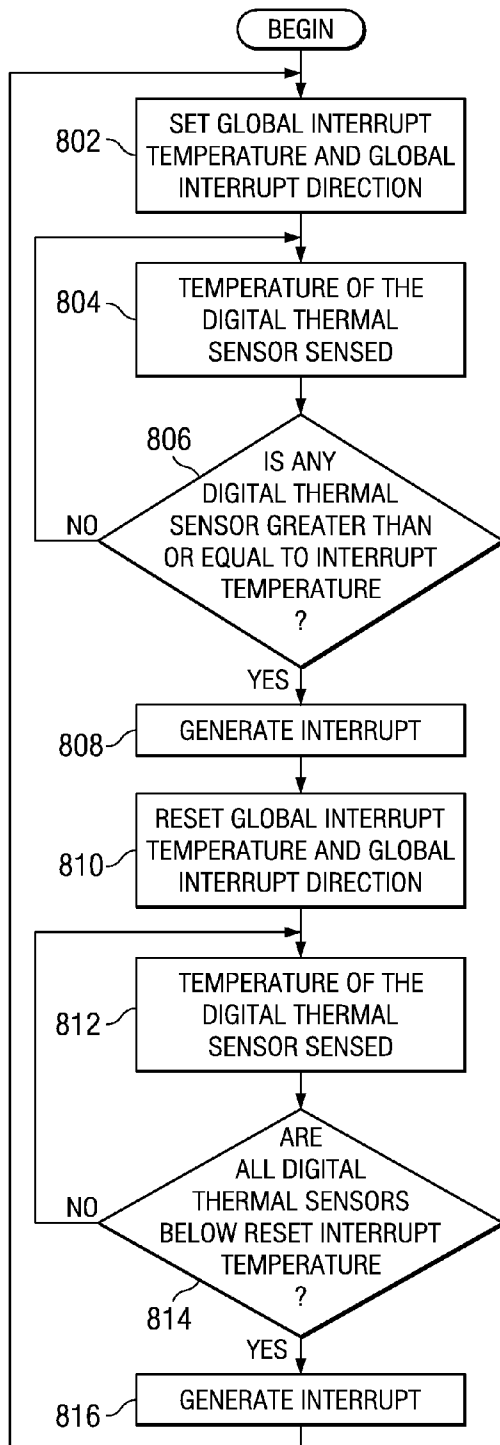 BEGIN
802
SET GLOBAL INTERRUPT
TEMPERATURE AND GLOBAL
INTERRUPT DIRECTION
804
TEMPERATURE OF THE
DIGITAL THERMAL
SENSOR SENSED
806
IS ANY
DIGITAL THERMAL
SENSOR GREATER THAN
OR EQUAL TO INTERRUPT
TEMPERATURE
?
NO
YES
808
GENERATE INTERRUPT
810
RESET GLOBAL INTERRUPT
TEMPERATURE AND GLOBAL
INTERRUPT DIRECTION
812
TEMPERATURE OF THE
DIGITAL THERMAL
SENSOR SENSED
ARE
ALL DIGITAL
THERMAL SENSORS
BELOW RESET INTERRUPT
TEMPERATURE
?
NO
814
YES
816
GENERATE INTERRUPT